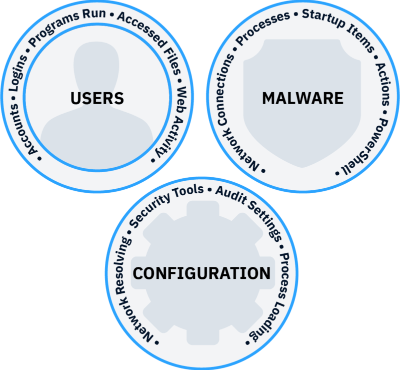 • Accounts • Logins • Programs Run • Accessed Files • Web Activity •
USERS
• Network Connections • Processes • Startup Items • Actions • PowerShell •
MALWARE
• Network Resolving • Security Tools • Audit Settings • Process Loading •
CONFIGURATION